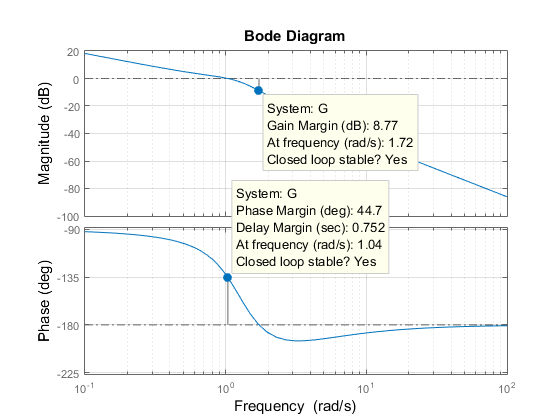 Bode Diagram
Magnitude (dB)
20
0
-20
-40
-60
-80
-100
System: G
Gain Margin (dB): 8.77
At frequency (rad/s): 1.72
Closed loop stable? Yes
System: G
Phase Margin (deg): 44.7
Delay Margin (sec): 0.752
At frequency (rad/s): 1.04
Closed loop stable? Yes
Phase (deg)
-90
-135
-180
-225
10^-1
10^0
10^1
10^2
Frequency (rad/s)